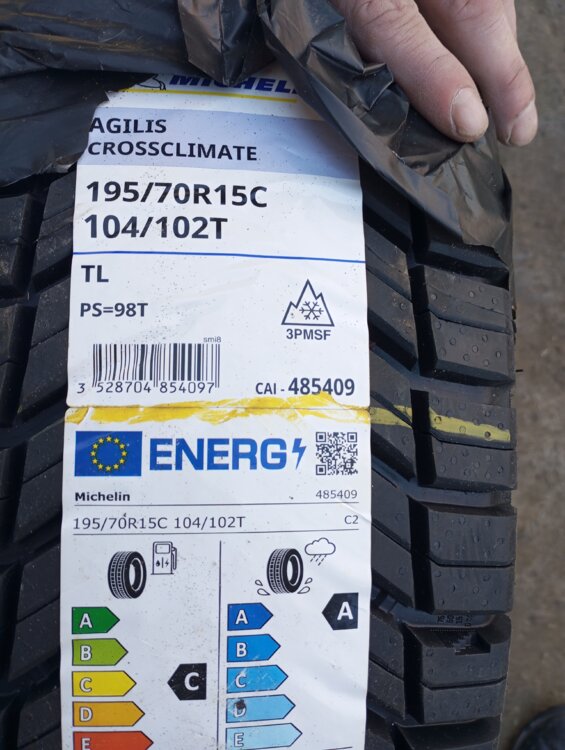 AGILIS
CROSSCLIMATE
195/70R15C
104/102T
TL
PS=98T
3PMSF
smi8
3 528704 854097
CAI - 485409
ENERG
Michelin 485409
195/70R15C 104/102T C2
A A A
B B
C C C
D D
E E